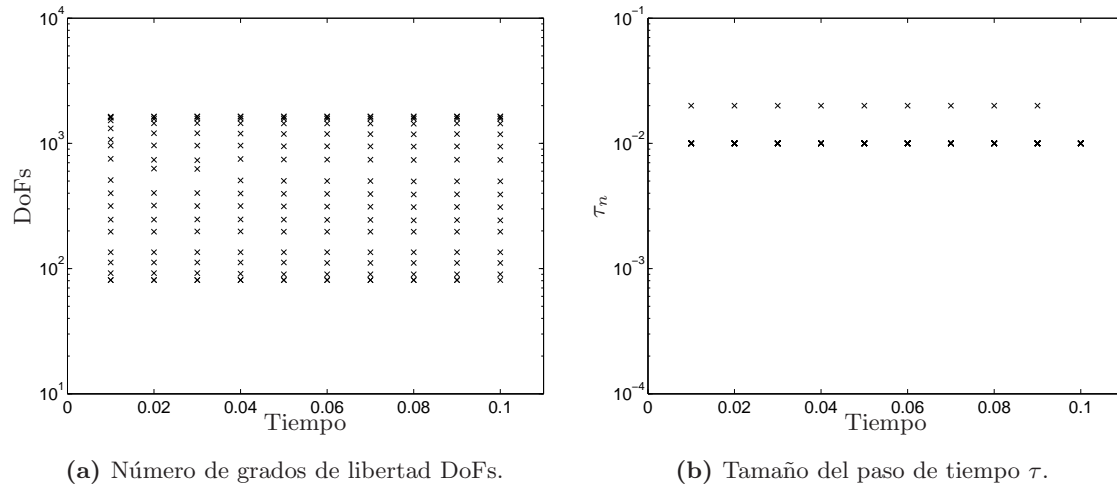 10^4
10^3
10^2
10^1
DoFs
0 0.02 0.04 0.06 0.08 0.1
Tiempo
(a) Número de grados de libertad DoFs.
10^-1
10^-2
10^-3
10^-4
τ_n
0 0.02 0.04 0.06 0.08 0.1
Tiempo
(b) Tamaño del paso de tiempo τ.